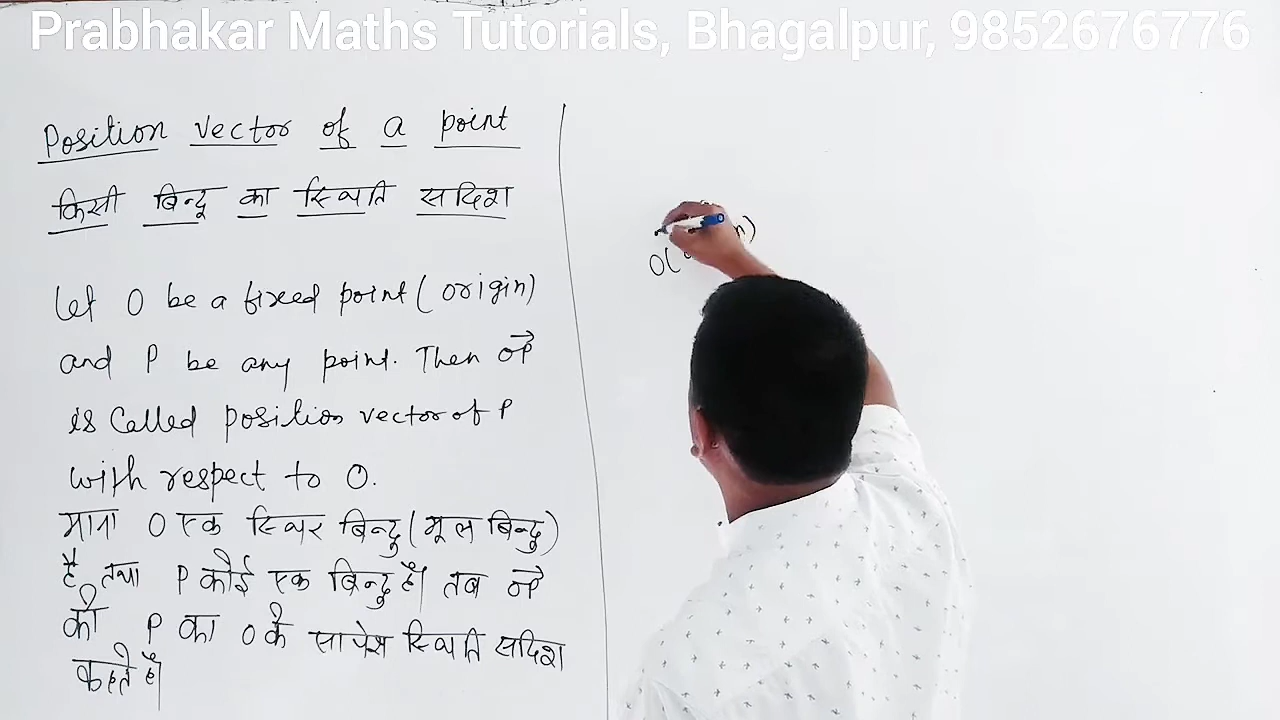 Prabhakar Maths Tutorials, Bhagalpur, 9852676776
Position vector of a point
किसी बिन्दू का स्थिति सदिश
Let O be a fixed point (origin)
and P be any point. Then OP⃗
is Called position vector of P
with respect to O.
माना O एक स्थिर बिन्दु (मूल बिन्दु)
है तथा P कोई एक बिन्दु है। तब OP⃗
को P का O के सापेक्ष स्थिति सदिश
कहते है।
O(